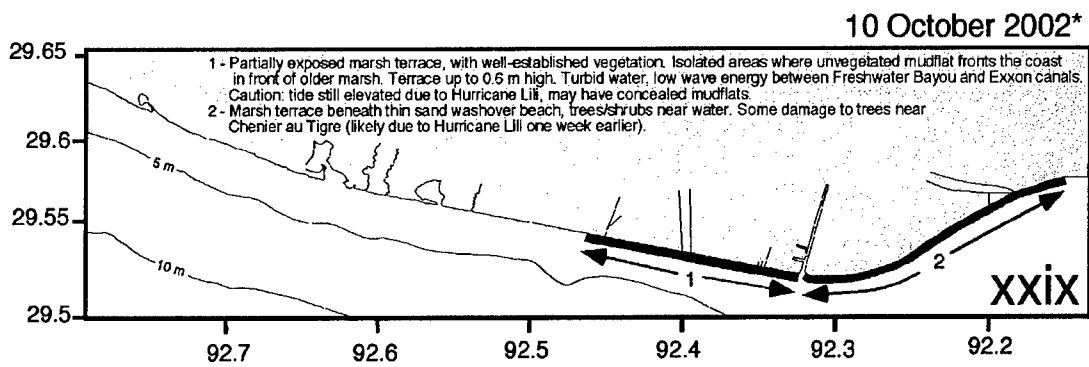 10 October 2002*
29.65
1 - Partially exposed marsh terrace, with well-established vegetation. Isolated areas where unvegetated mudflat fronts the coast
in front of older marsh. Terrace up to 0.6 m high. Turbid water, low wave energy between Freshwater Bayou and Exxon canals.
Caution: tide still elevated due to Hurricane Lili, may have concealed mudflats.
2 - Marsh terrace beneath thin sand washover beach, trees/shrubs near water. Some damage to trees near
Chenier au Tigre (likely due to Hurricane Lili one week earlier).
29.6
5 m
29.55
10 m
1
2
xxix
29.5
92.7 92.6 92.5 92.4 92.3 92.2